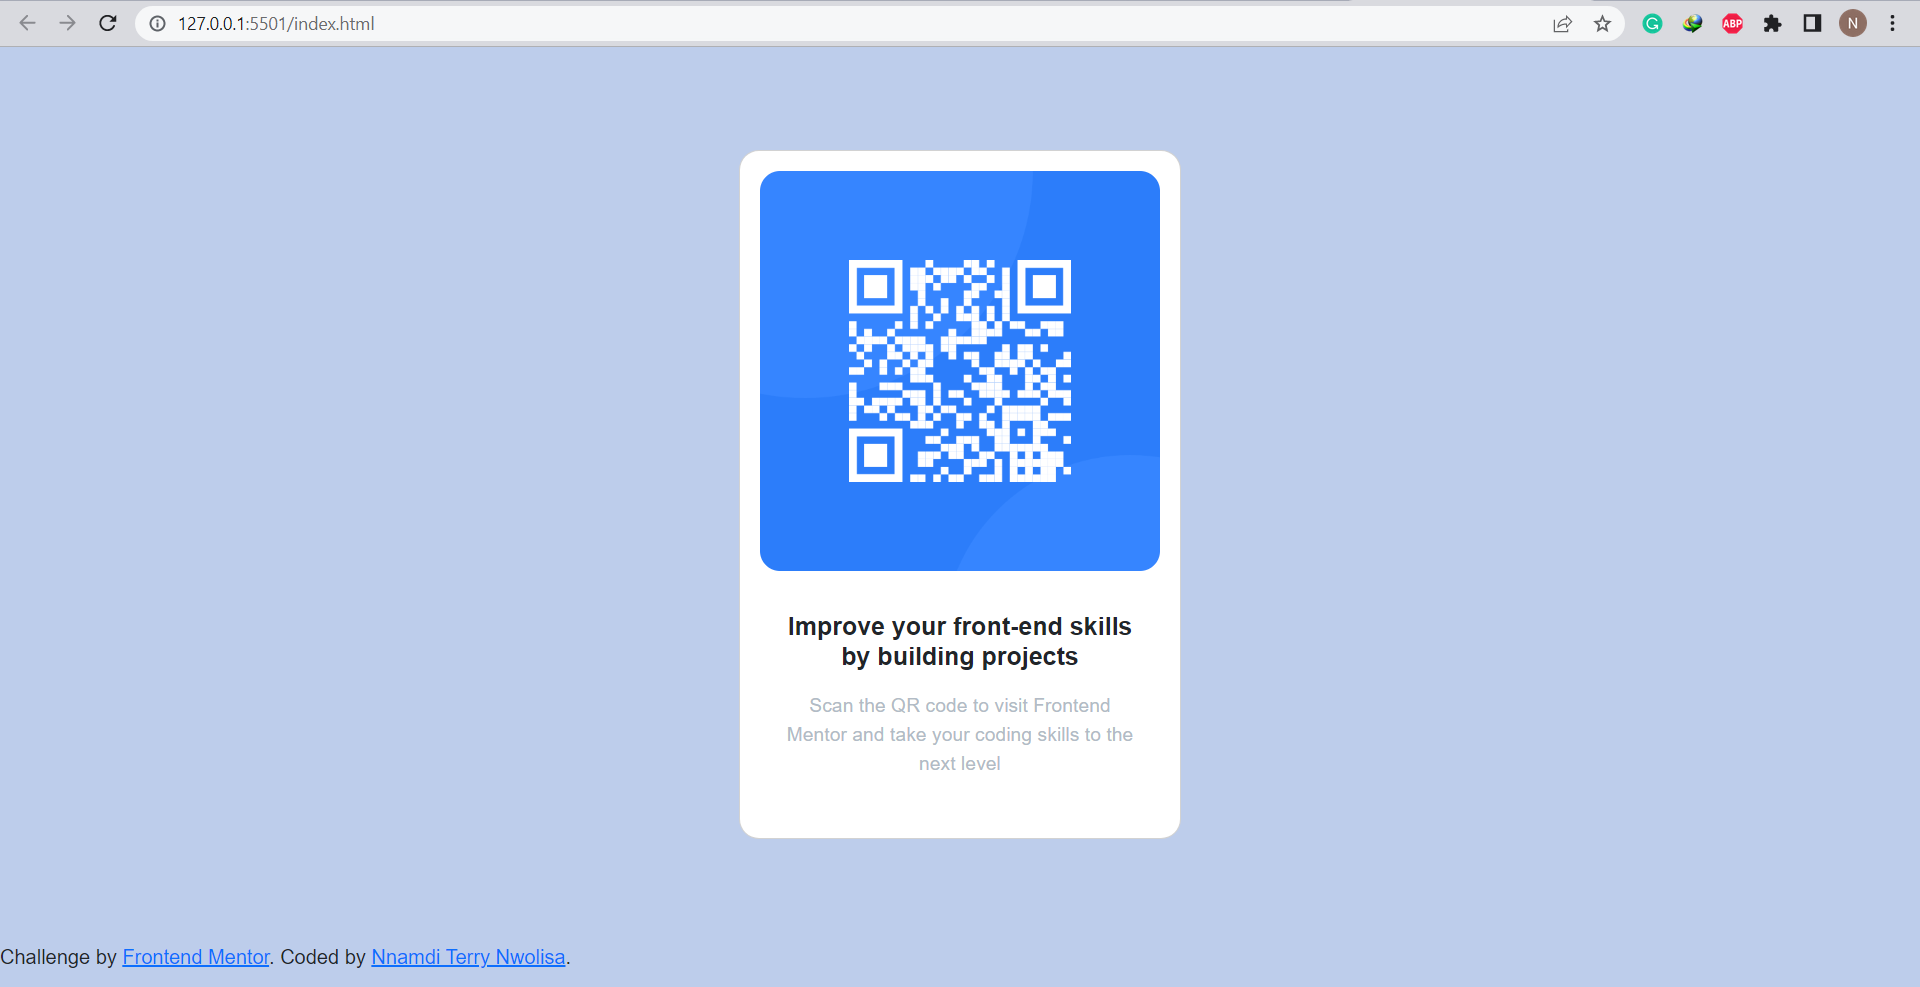 127.0.0.1:5501/index.html
ABP
N
Improve your front-end skills
by building projects
Scan the QR code to visit Frontend
Mentor and take your coding skills to the
next level
Challenge by Frontend Mentor. Coded by Nnamdi Terry Nwolisa.